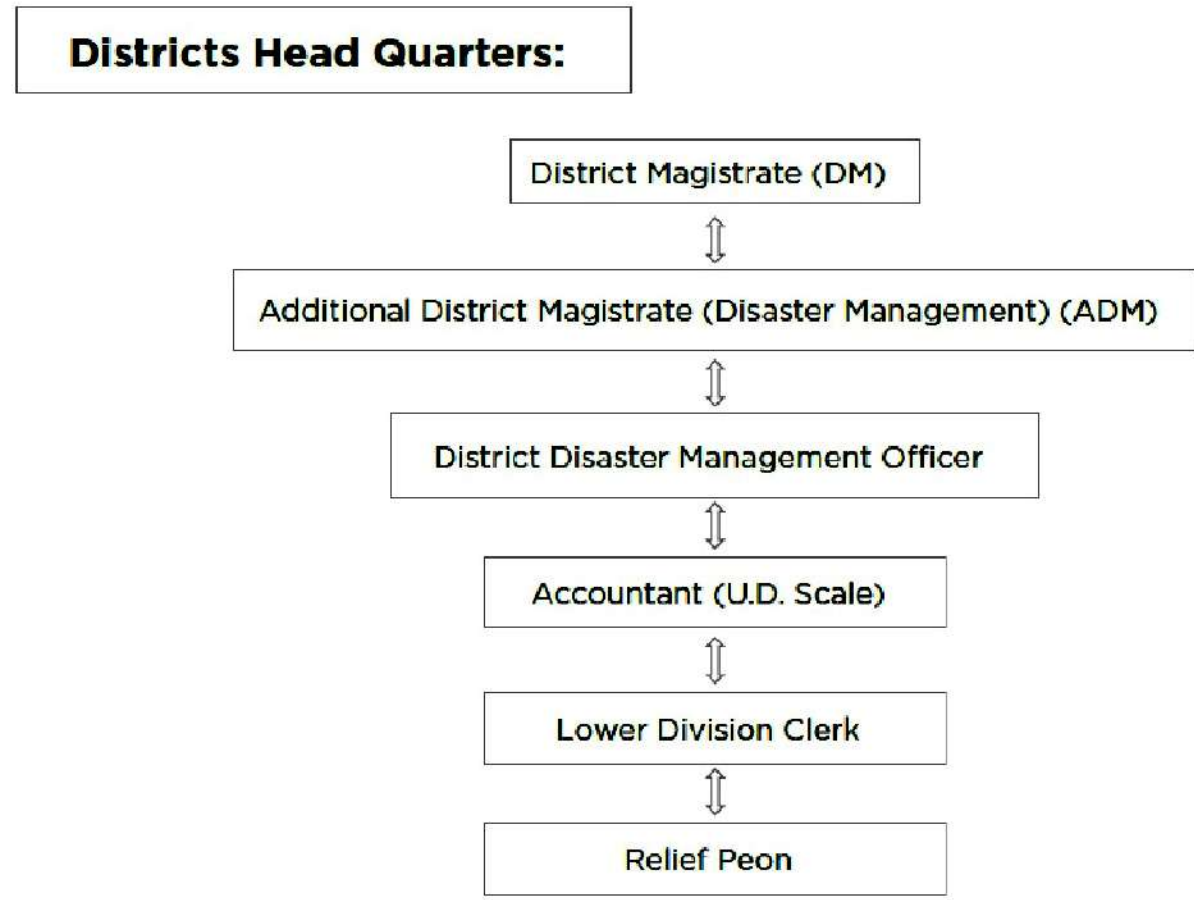 Districts Head Quarters:
District Magistrate (DM)
Additional District Magistrate (Disaster Management) (ADM)
District Disaster Management Officer
Accountant (U.D. Scale)
Lower Division Clerk
Relief Peon